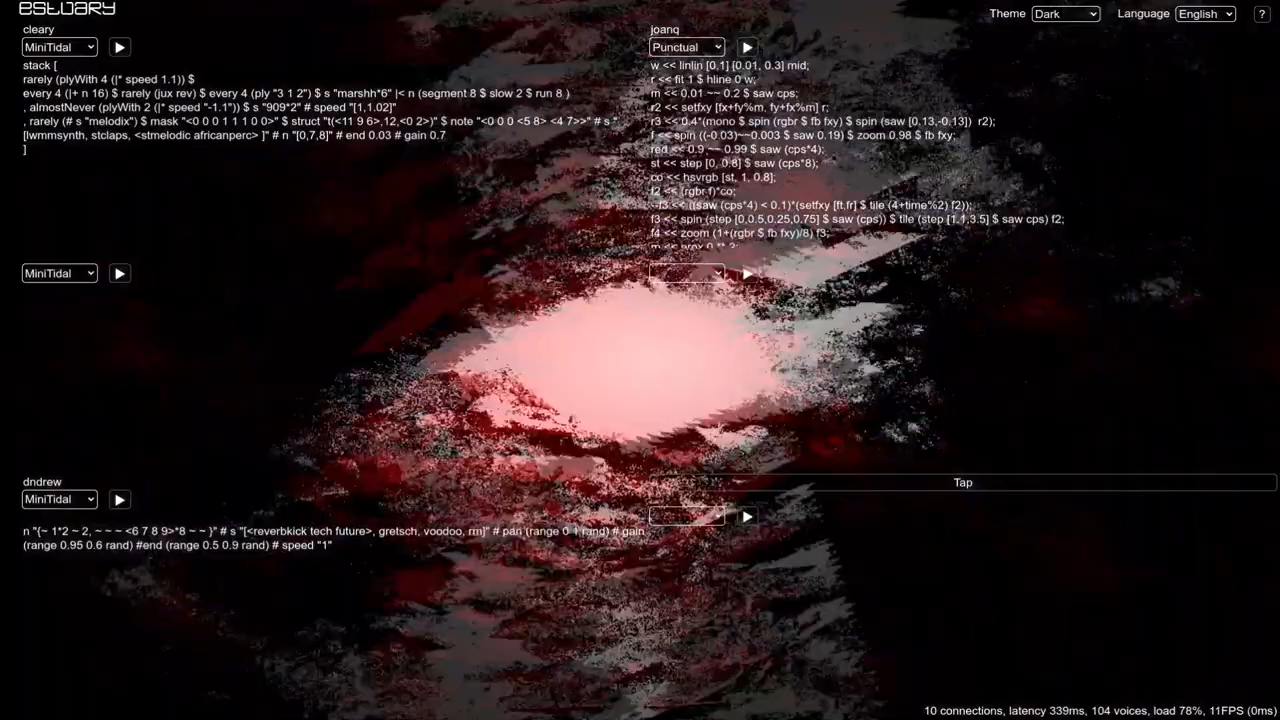 estuary
Theme Dark Language English ?
cleary
MiniTidal
stack [
rarely (plyWith 4 (|* speed 1.1)) $
every 4 (|+ n 16) $ rarely (jux rev) $ every 4 (ply "3 1 2") $ s "marshh*6" |< n (segment 8 $ slow 2 $ run 8 )
, almostNever (plyWith 2 (|* speed "-1.1")) $ s "909*2" # speed "[1,1.02]"
, rarely (# s "melodix") $ mask "<0 0 0 1 1 1 0 0>" $ struct "t(<11 9 6>,12,<0 2>)" $ note "<0 0 0 <5 8> <4 7>>" # s "
[lwmmsynth, stclaps, <stmelodic africanperc> ]" # n "[0,7,8]" # end 0.03 # gain 0.7
]
joanq
Punctual
w << linlin [0,1] [0.01, 0.3] mid;
r << fit 1 $ hline 0 w;
m << 0.01 ~~ 0.2 $ saw cps;
r2 << setfxy [fx+fy%m, fy+fx%m] r;
r3 << 0.4*(mono $ spin (rgbr $ fb fxy) $ spin (saw [0.13,-0.13]) r2);
f << spin ((-0.03)~~0.003 $ saw 0.19) $ zoom 0.98 $ fb fxy;
red << 0.9 ~~ 0.99 $ saw (cps*4);
st << step [0, 0.8] $ saw (cps*8);
co << hsvrgb [st, 1, 0.8];
f2 << (rgbr f)*co;
--f3 << ((saw (cps*4) < 0.1)*(setfxy [ft,fr] $ tile (4+time%2) f2));
f3 << spin (step [0,0.5,0.25,0.75] $ saw (cps)) $ tile (step [1,1,3.5] $ saw cps) f2;
f4 << zoom (1+(rgbr $ fb fxy)/8) f3;
MiniTidal
dndrew
MiniTidal
n "{~ 1*2 ~ 2, ~ ~ ~ <6 7 8 9>*8 ~ ~ }" # s "[<reverbkick tech future>, gretsch, voodoo, rm]" # pan (range 0 1 rand) # gain
(range 0.95 0.6 rand) #end (range 0.5 0.9 rand) # speed "1"
Tap
10 connections, latency 339ms, 104 voices, load 78%, 11FPS (0ms)